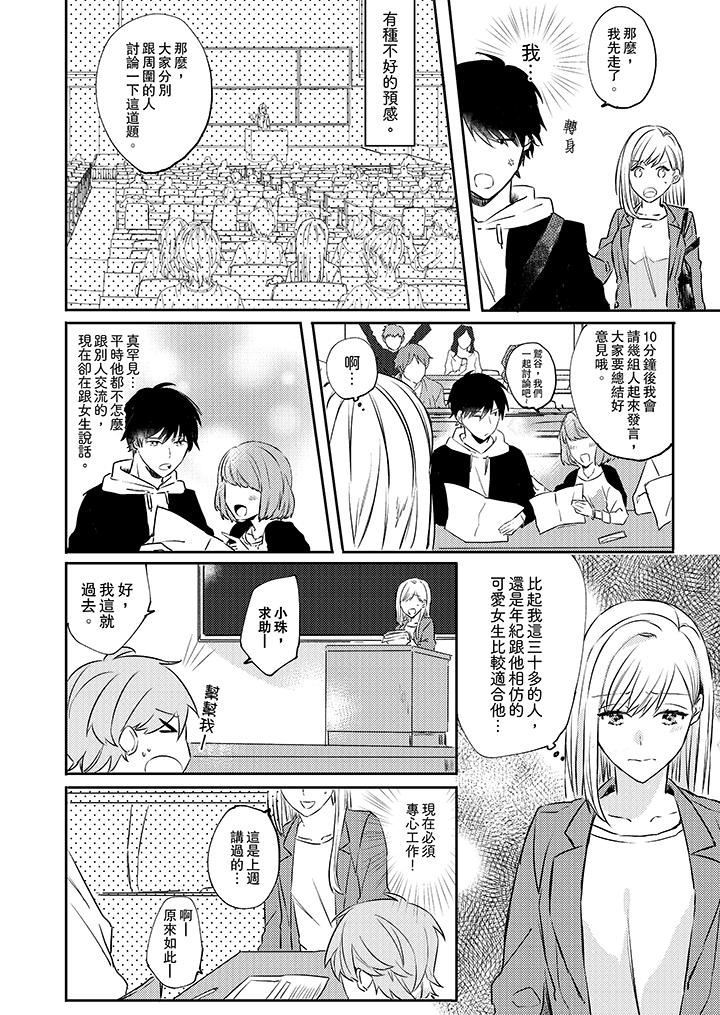 那麼，
我先走了。
我…
轉身
有種不好的預感。
那麼，
大家分別
跟周圍的人
討論一下這道題。
10分鐘後我會
請幾組人起來發言，
大家要總結好
意見哦。
鷲谷，我們
一起討論吧～
啊…
真罕見…
平時他都不怎麼
跟別人交流的，
現在卻在跟女生說話。
比起我這三十多的人，
還是年紀跟他相仿的
可愛女生比較適合他…
小珠，
求助—
幫幫我—
好，
我這就
過去。
現在必須
專心工作！
這是上週
講過的…
啊—
原來如此—